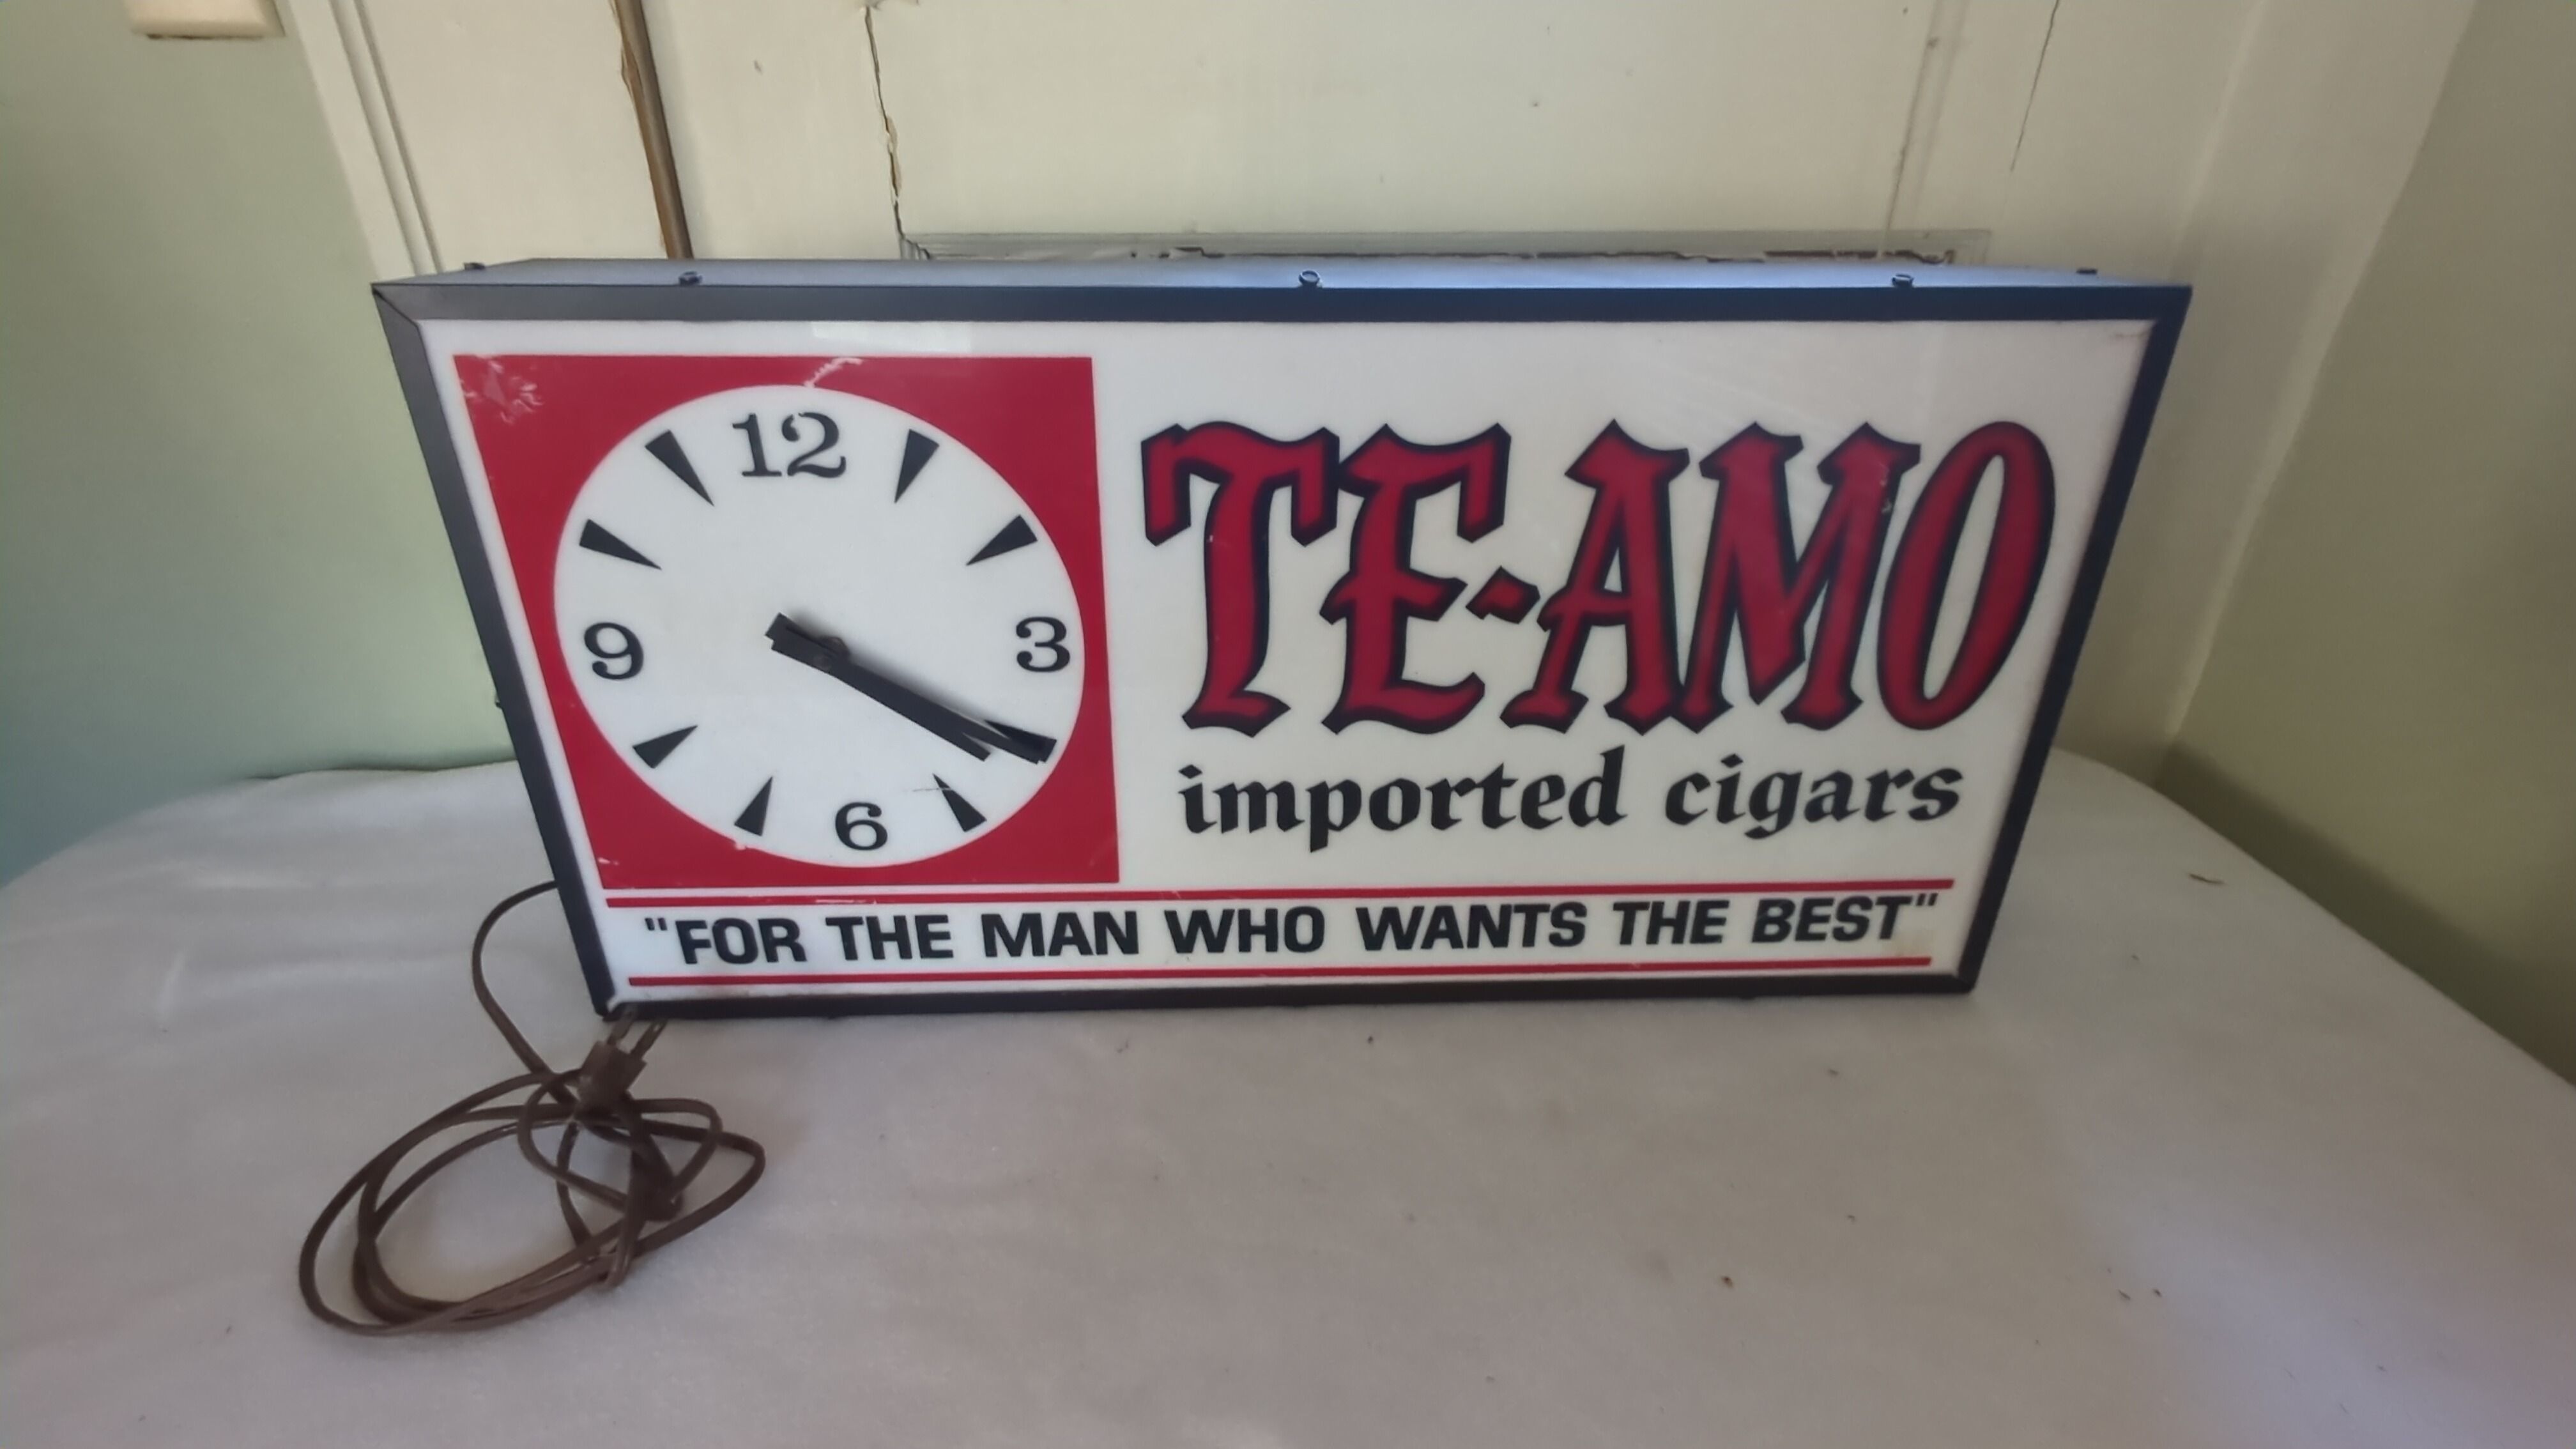 12
9
3
6
TE-AMO
imported cigars
"FOR THE MAN WHO WANTS THE BEST"